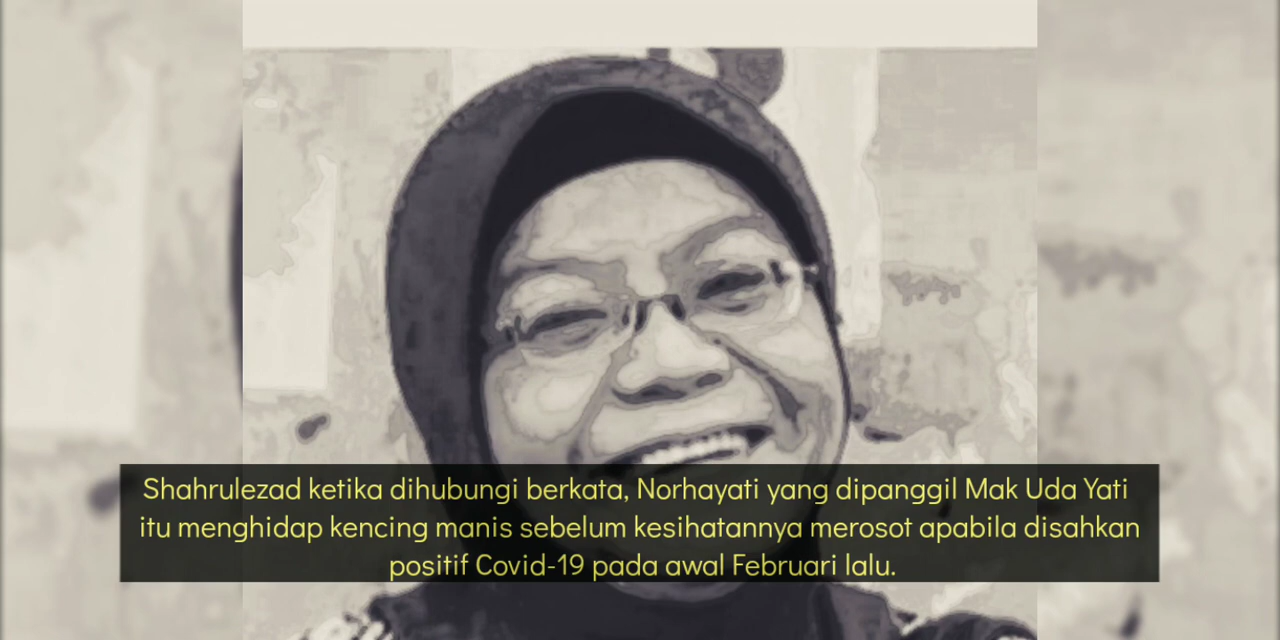 Shahrulezad ketika dihubungi berkata, Norhayati yang dipanggil Mak Uda Yati
itu menghidap kencing manis sebelum kesihatannya merosot apabila disahkan
positif Covid-19 pada awal Februari lalu.